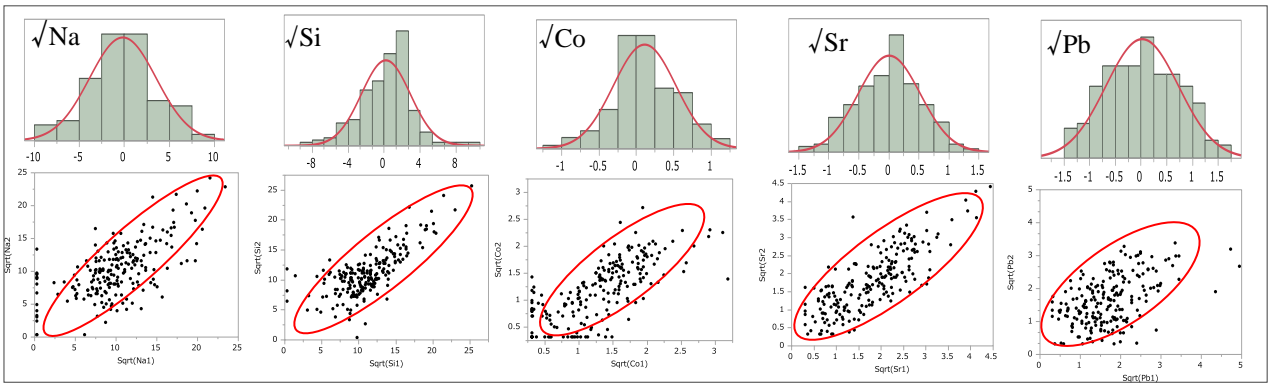 √Na
-10 -5 0 5 10
√Si
-8 -4 0 4 8
√Co
-1 -0.5 0 0.5 1
√Sr
-1.5 -1 -0.5 0 0.5 1 1.5
√Pb
-1.5 -1 -0.5 0 0.5 1 1.5
Sqrt(Na2
25
20
15
10
5
0
0 5 10 15 20 25
Sqrt(Na1)
Sqrt(Si2
25
20
15
10
5
0
0 5 10 15 20 25
Sqrt(Si1)
Sqrt(Co2
3
2.5
2
1.5
1
0.5
0.5 1 1.5 2 2.5 3
Sqrt(Co1)
Sqrt(Sr2
4.5
4
3.5
3
2.5
2
1.5
1
0.5
0
0 0.5 1 1.5 2 2.5 3 3.5 4 4.5
Sqrt(Sr1)
Sqrt(Pb2
5
4
3
2
1
0
0 1 2 3 4 5
Sqrt(Pb1)